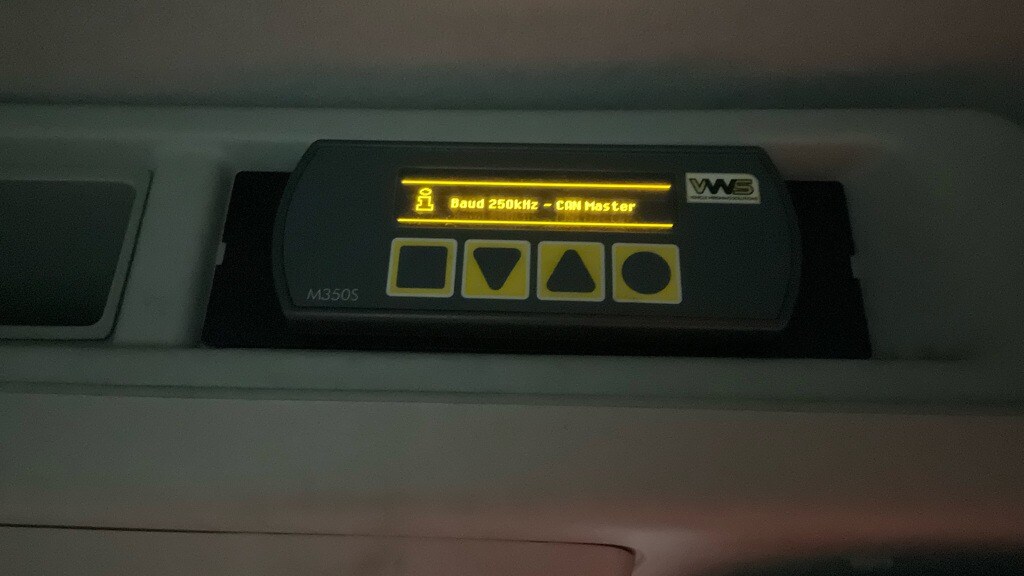 Baud 250kHz - CAN Master
VWS
M350S